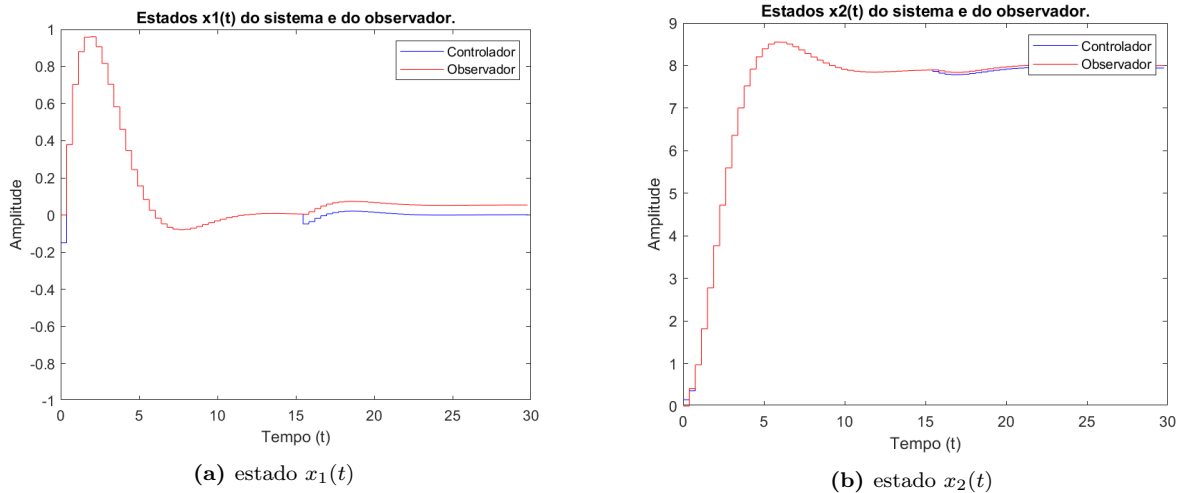 Estados x1(t) do sistema e do observador.
Controlador
Observador
Amplitude
1
0.8
0.6
0.4
0.2
0
-0.2
-0.4
-0.6
-0.8
-1
0 5 10 15 20 25 30
Tempo (t)
(a) estado x₁(t)
Estados x2(t) do sistema e do observador.
Controlador
Observador
Amplitude
9
8
7
6
5
4
3
2
1
0
0 5 10 15 20 25 30
Tempo (t)
(b) estado x₂(t)